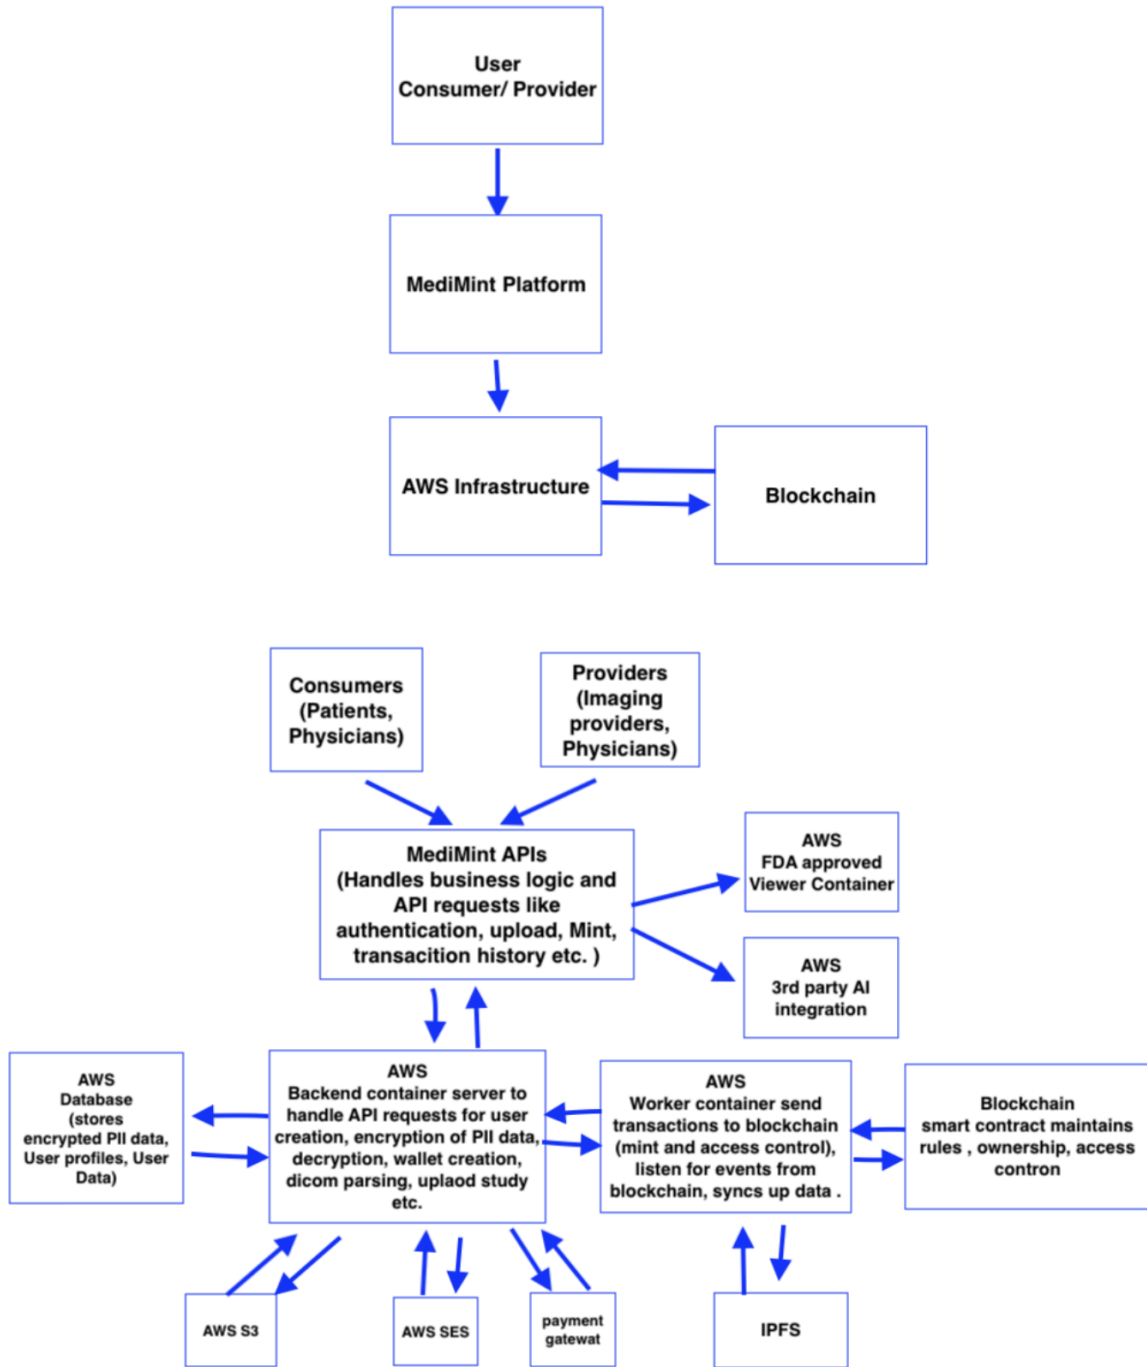 User
Consumer/ Provider
MediMint Platform
AWS Infrastructure
Blockchain
Consumers
(Patients,
Physicians)
Providers
(Imaging
providers,
Physicians)
MediMint APIs
(Handles business logic and
API requests like
authentication, upload, Mint,
transacition history etc. )
AWS
FDA approved
Viewer Container
AWS
3rd party AI
integration
AWS
Database
(stores
encrypted PII data,
User profiles, User
Data)
AWS
Backend container server to
handle API requests for user
creation, encryption of PII data,
decryption, wallet creation,
dicom parsing, uplaod study
etc.
AWS
Worker container send
transactions to blockchain
(mint and access control),
listen for events from
blockchain, syncs up data .
Blockchain
smart contract maintains
rules , ownership, access
contron
AWS S3
AWS SES
payment
gatewat
IPFS